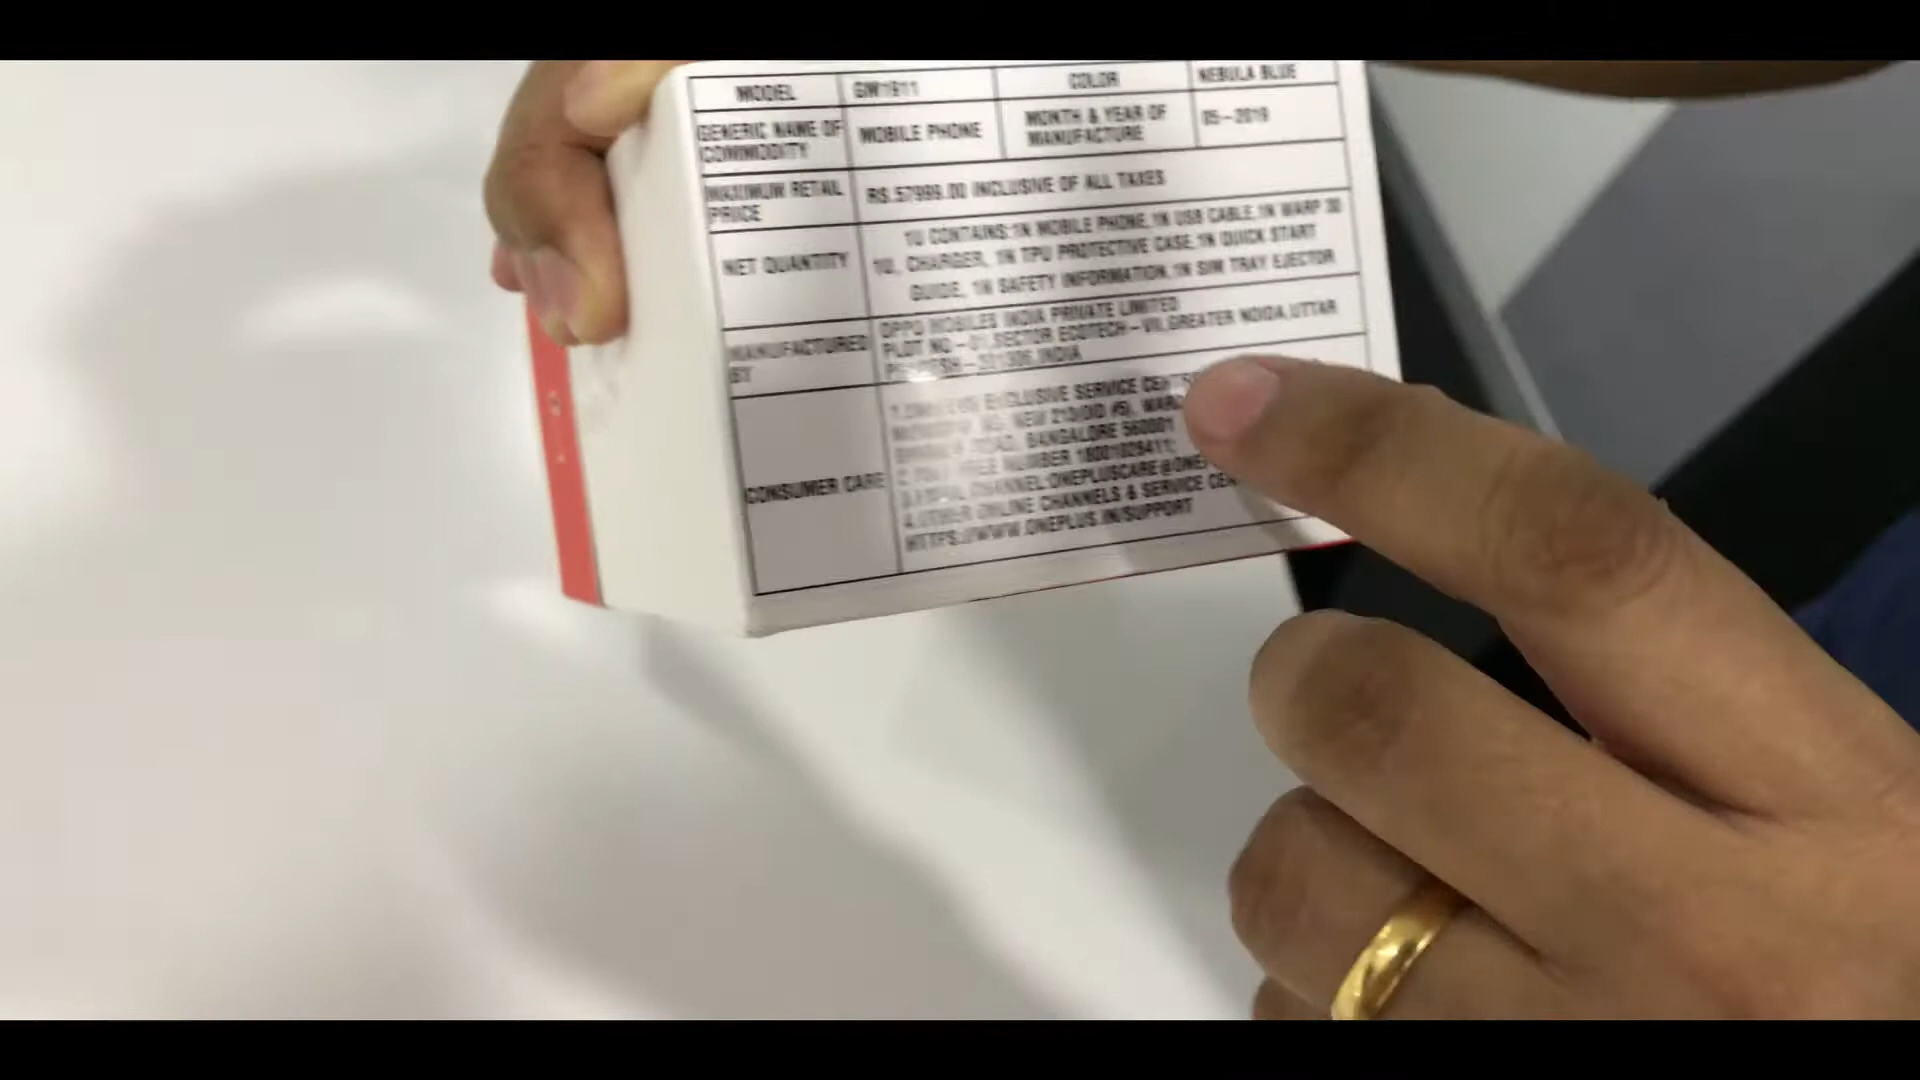 MODEL GM1911 COLOR NEBULA BLUE
GENERIC NAME OF COMMODITY MOBILE PHONE MONTH & YEAR OF MANUFACTURE 05-2019
MAXIMUM RETAIL PRICE RS.57999.00 INCLUSIVE OF ALL TAXES
NET QUANTITY
1U CONTAINS:1N MOBILE PHONE,1N USB CABLE,1N WARP 30
CHARGER, 1N TPU PROTECTIVE CASE,1N QUICK START
GUIDE, 1N SAFETY INFORMATION,1N SIM TRAY EJECTOR
1U,
MANUFACTURED BY
OPPO MOBILES INDIA PRIVATE LIMITED
PLOT NO-01,SECTOR ECOTECH-VII,GREATER NOIDA,UTTAR
INDIA
CONSUMER CARE
EXCLUSIVE SERVICE
NEW
ROAD, BANGALORE 560001
NUMBER
CHANNEL:ONEPLUSCARE@
4.OTHER ONLINE CHANNELS & SERVICE
HTTPS://WWW.ONEPLUS.IN/SUPPORT